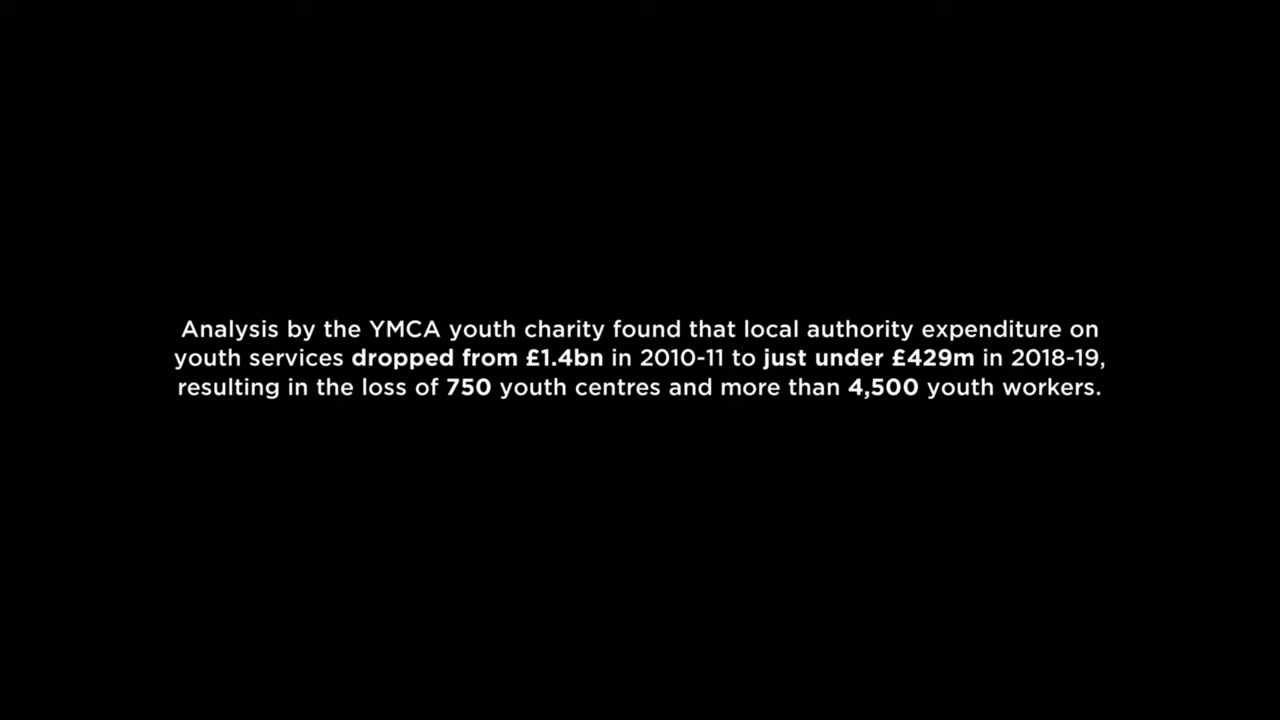 Analysis by the YMCA youth charity found that local authority expenditure on
youth services dropped from £1.4bn in 2010-11 to just under £429m in 2018-19,
resulting in the loss of 750 youth centres and more than 4,500 youth workers.